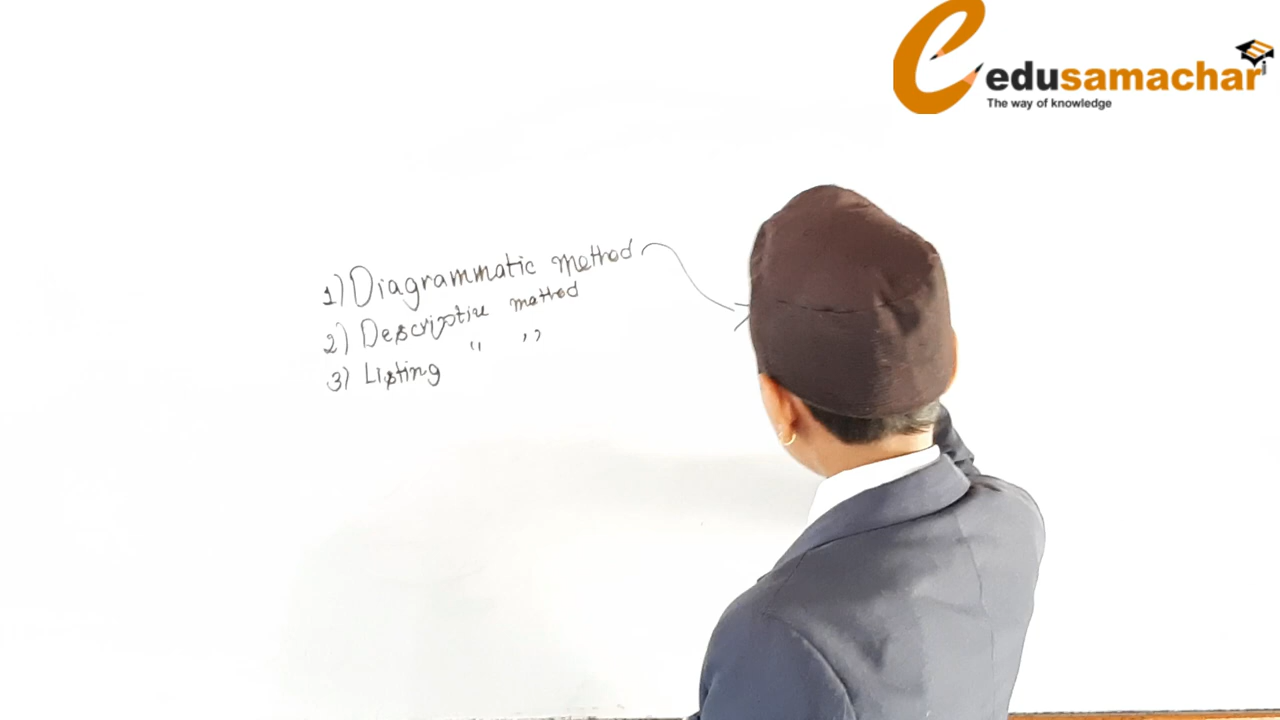 edusamachar
The way of knowledge
1) Diagrammatic method
2) Descriptive method
3) Listing " "